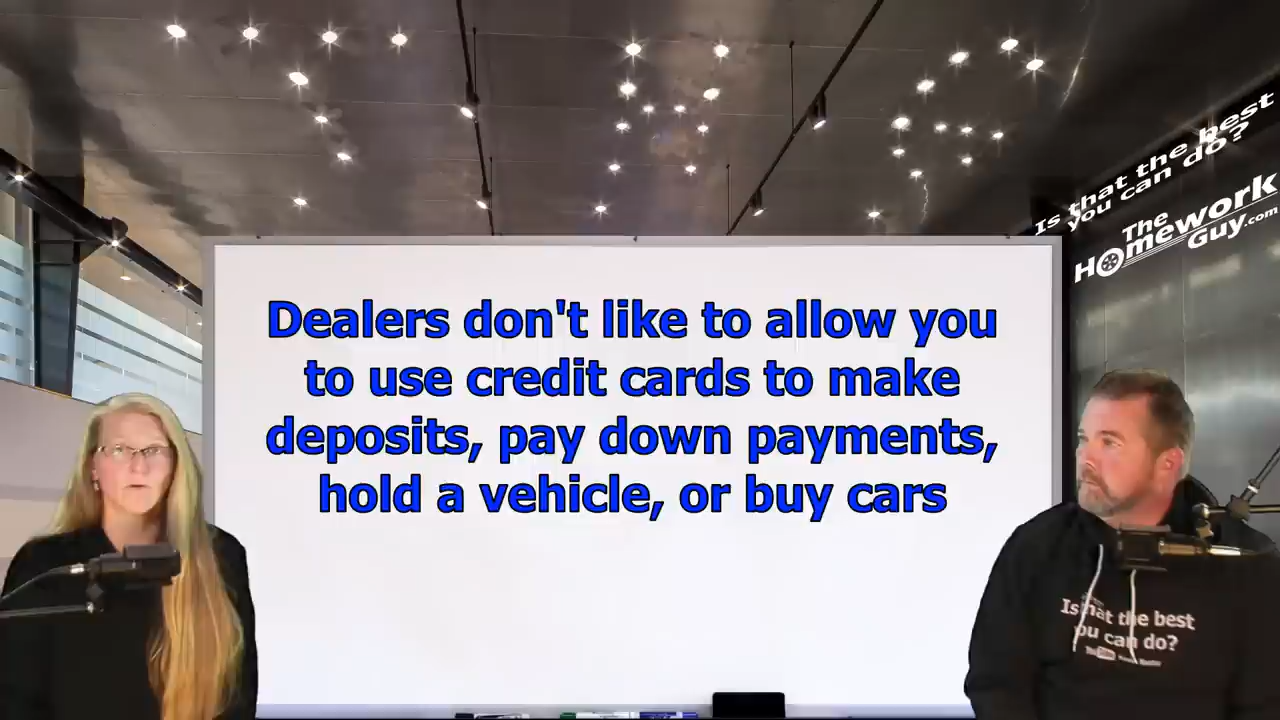 Is that the best
you can do?
The
Homework
Guy.com
Dealers don't like to allow you
to use credit cards to make
deposits, pay down payments,
hold a vehicle, or buy cars
Is that the best
ou can do?